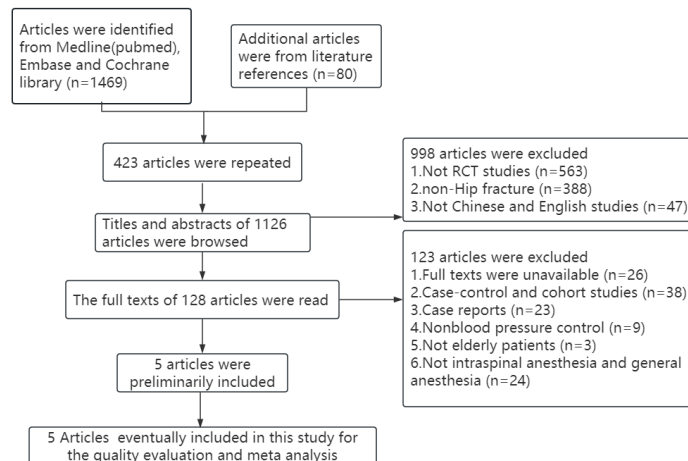 Articles were identified
from Medline(pubmed),
Embase and Cochrane
library (n=1469)
Additional articles
were from literature
references (n=80)
423 articles were repeated
998 articles were excluded
1.Not RCT studies (n=563)
2.non-Hip fracture (n=388)
3.Not Chinese and English studies (n=47)
Titles and abstracts of 1126
articles were browsed
123 articles were excluded
1.Full texts were unavailable (n=26)
2.Case-control and cohort studies (n=38)
3.Case reports (n=23)
4.Nonblood pressure control (n=9)
5.Not elderly patients (n=3)
6.Not intraspinal anesthesia and general
anesthesia (n=24)
The full texts of 128 articles were read
5 articles were
preliminarily included
5 Articles eventually included in this study for
the quality evaluation and meta analysis